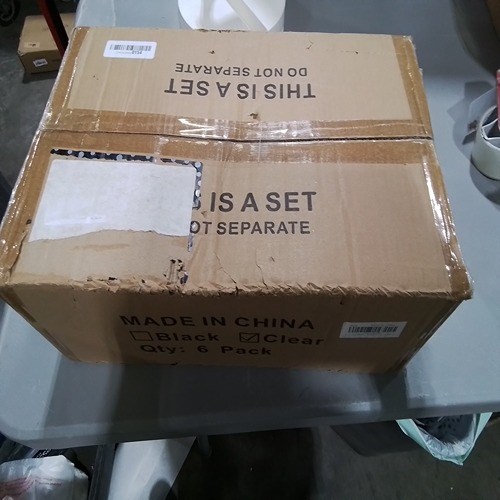 THIS IS A SET
DO NOT SEPARATE
IS A SET
OT SEPARATE
MADE IN CHINA
Black Clear
Qty: 6 Pack